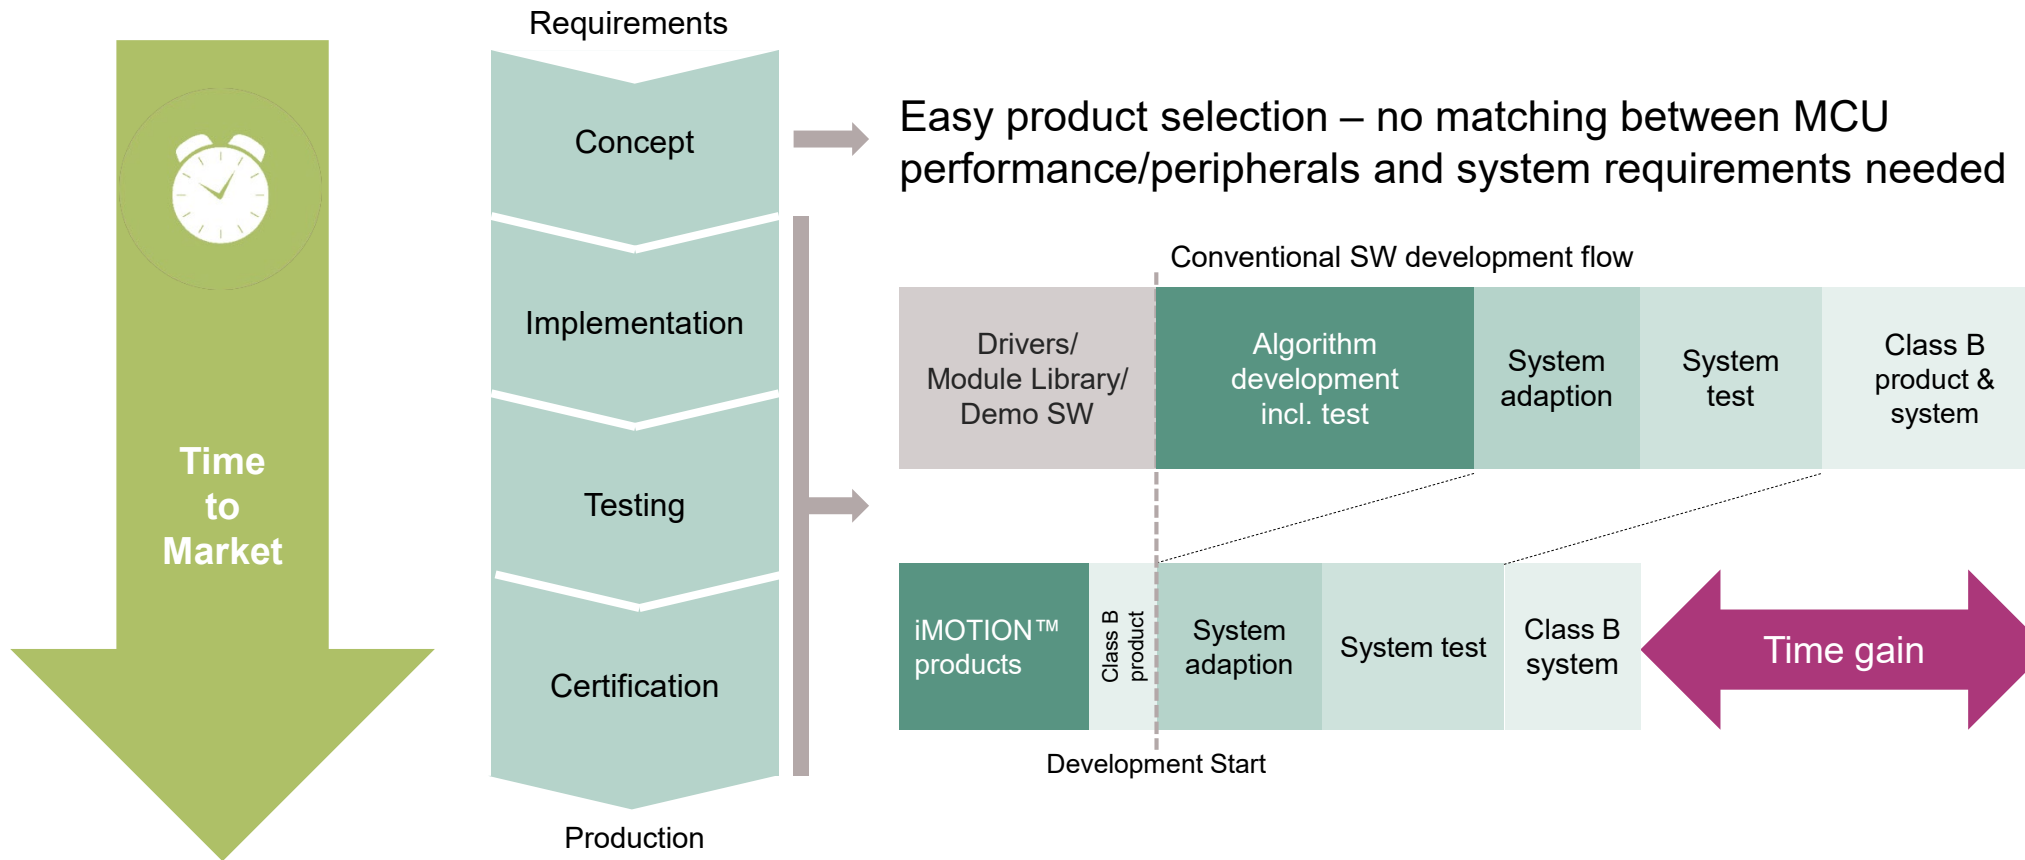 Requirements
Concept
Implementation
Testing
Certification
Production
Time
to
Market
Easy product selection – no matching between MCU
performance/peripherals and system requirements needed
Conventional SW development flow
Drivers/
Module Library/
Demo SW
Algorithm
development
incl. test
System
adaption
System
test
Class B
product &
system
iMOTION™
products
Class B
product
System
adaption
System test
Class B
system
Time gain
Development Start